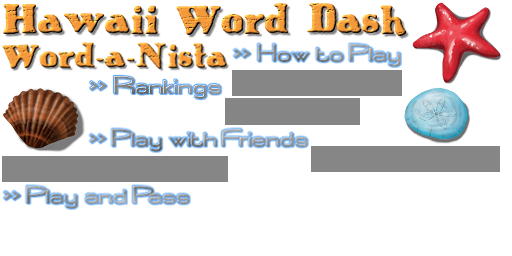 Hawaii Word Dash
Word-a-Nista >> How to Play
>> Rankings
>> Play with Friends
>> Play and Pass